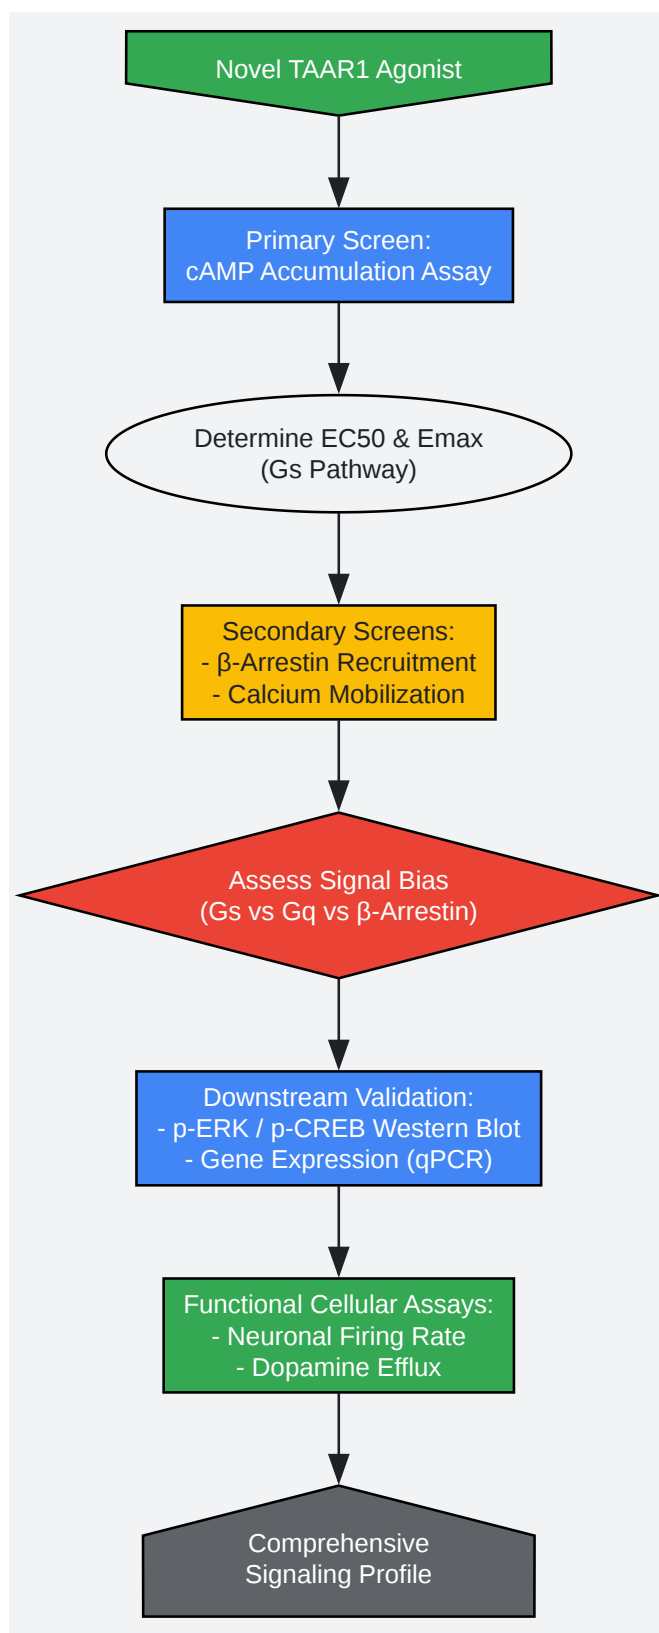 Novel TAAR1 Agonist
Primary Screen:
cAMP Accumulation Assay
Determine EC50 & Emax
(Gs Pathway)
Secondary Screens:
- β-Arrestin Recruitment
- Calcium Mobilization
Assess Signal Bias
(Gs vs Gq vs β-Arrestin)
Downstream Validation:
- p-ERK / p-CREB Western Blot
- Gene Expression (qPCR)
Functional Cellular Assays:
- Neuronal Firing Rate
- Dopamine Efflux
Comprehensive
Signaling Profile